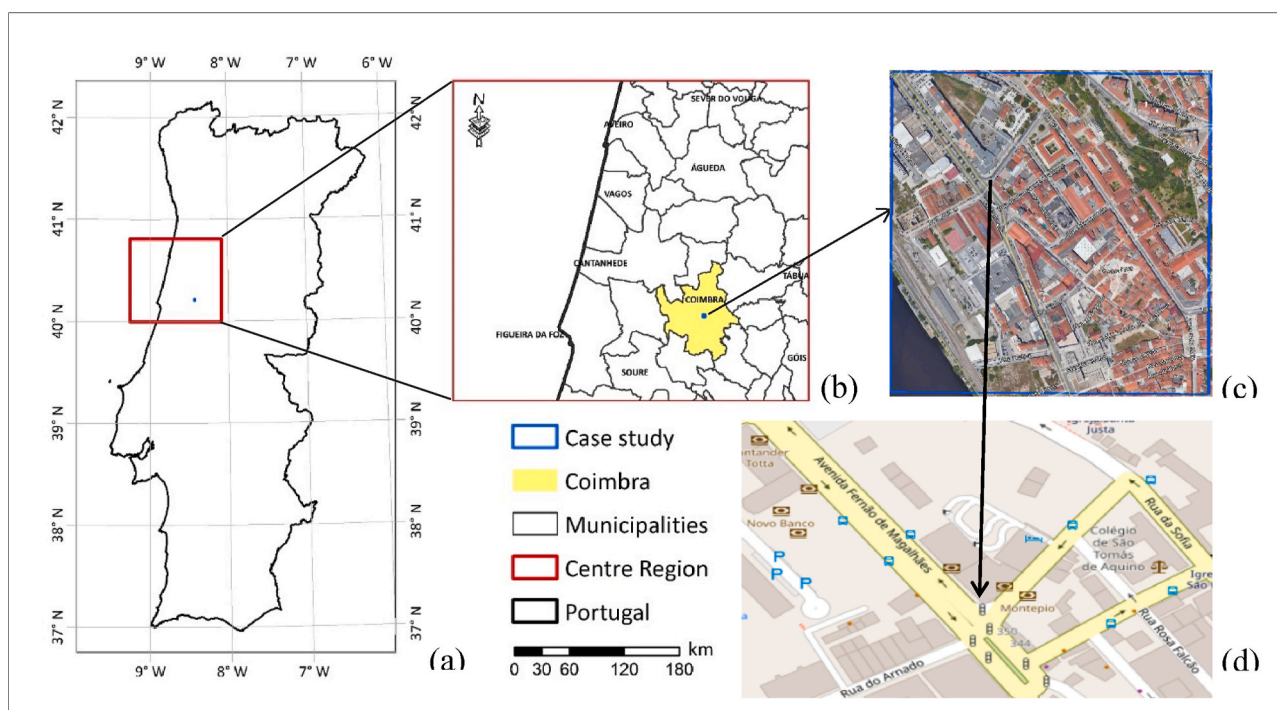 9° W 8° W 7° W 6° W
42° N
41° N
40° N
39° N
38° N
37° N
42° N
41° N
40° N
39° N
38° N
37° N
9° W 8° W 7° W
(a)
N
SEVER DO VOUGA
AVEIRO
ÁGUEDA
VAGOS
CANTANHEDE
TÁBUA
COIMBRA
FIGUEIRA DA FOZ
GÓIS
SOURE
(b)
(c)
Case study
Coimbra
Municipalities
Centre Region
Portugal
0 30 60 120 180 km
Justa
antander
Totta
Avenida Fernão de Magalhães
Novo Banco
Rua da Sofia
Colégio
de São
Tomás
de Aquino
Igre
São
P
P
P
Montepio
350
344
Rua Rosa Falcão
Rua do Arnado
(d)